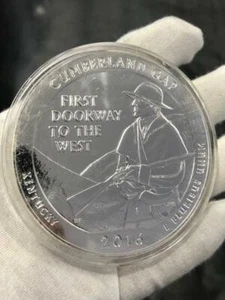 CUMBERLAND GAP
FIRST
DOORWAY
TO THE
WEST
KENTUCKY
2016
E PLURIBUS UNUM